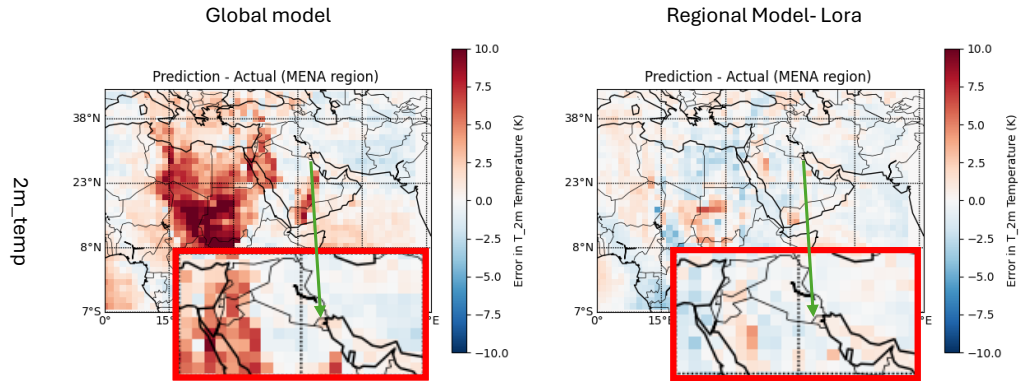 Global model
Regional Model- Lora
2m_temp
Prediction - Actual (MENA region)
38°N
23°N
8°N
7°S
0°
15°
E
10.0
7.5
5.0
2.5
0.0
−2.5
−5.0
−7.5
−10.0
Error in T_2m Temperature (K)
Prediction - Actual (MENA region)
38°N
23°N
8°N
7°S
0°
15°E
°E
10.0
7.5
5.0
2.5
0.0
−2.5
−5.0
−7.5
−10.0
Error in T_2m Temperature (K)